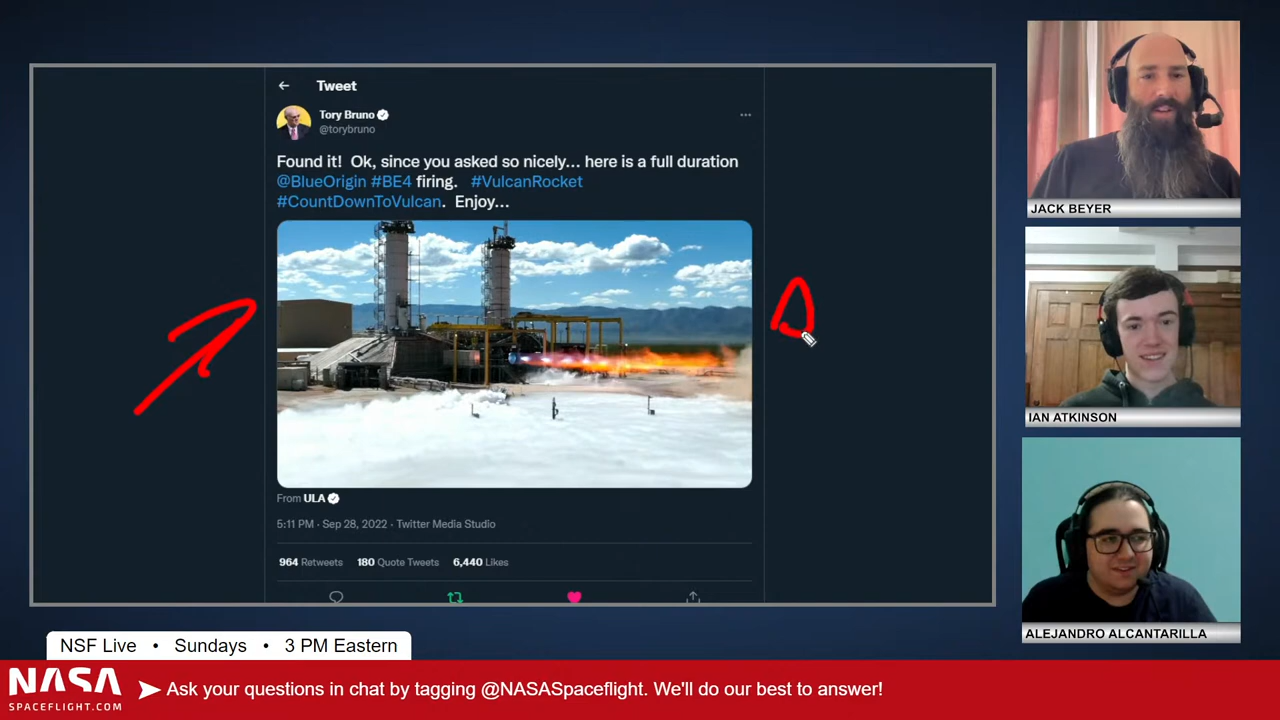 Tweet
Tory Bruno
@torybruno
Found it! Ok, since you asked so nicely... here is a full duration
@BlueOrigin #BE4 firing. #VulcanRocket
#CountDownToVulcan. Enjoy...
From ULA
5:11 PM · Sep 28, 2022 · Twitter Media Studio
964 Retweets 180 Quote Tweets 6,440 Likes
JACK BEYER
IAN ATKINSON
ALEJANDRO ALCANTARILLA
NSF Live • Sundays • 3 PM Eastern
NASA
SPACEFLIGHT.COM
Ask your questions in chat by tagging @NASASpaceflight. We'll do our best to answer!